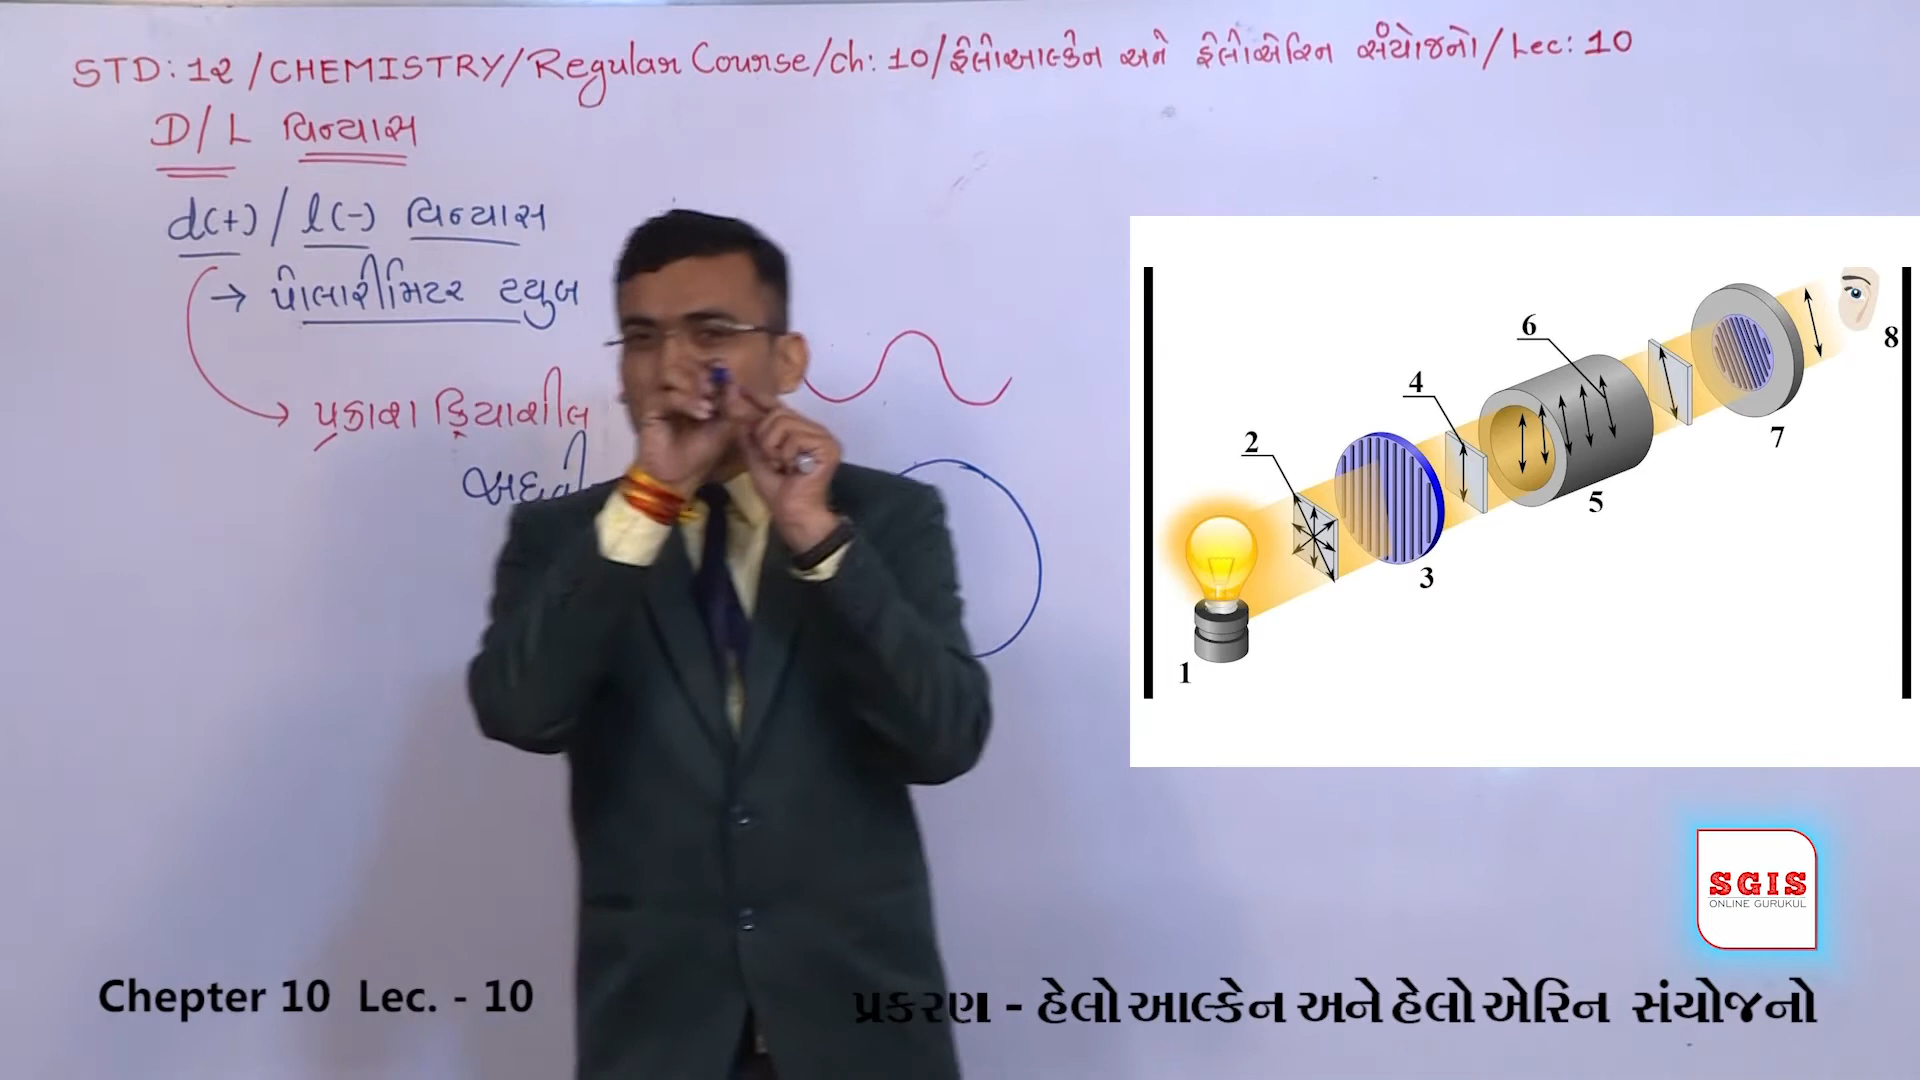 STD: 12 / CHEMISTRY / Regular Course / ch: 10 / હેલોઆલ્કેન અને હેલોએરિન સંયોજનો / Lec: 10
D/L વિન્યાસ
d(+) / l(-) વિન્યાસ
→ પોલારીમિટર ટ્યુબ
પ્રકાશ ક્રિયાશીલ
1
2
3
4
5
6
7
8
SGIS
ONLINE GURUKUL
Chepter 10 Lec. - 10
પ્રકરણ - હેલોઆલ્કેન અને હેલોએરિન સંયોજનો